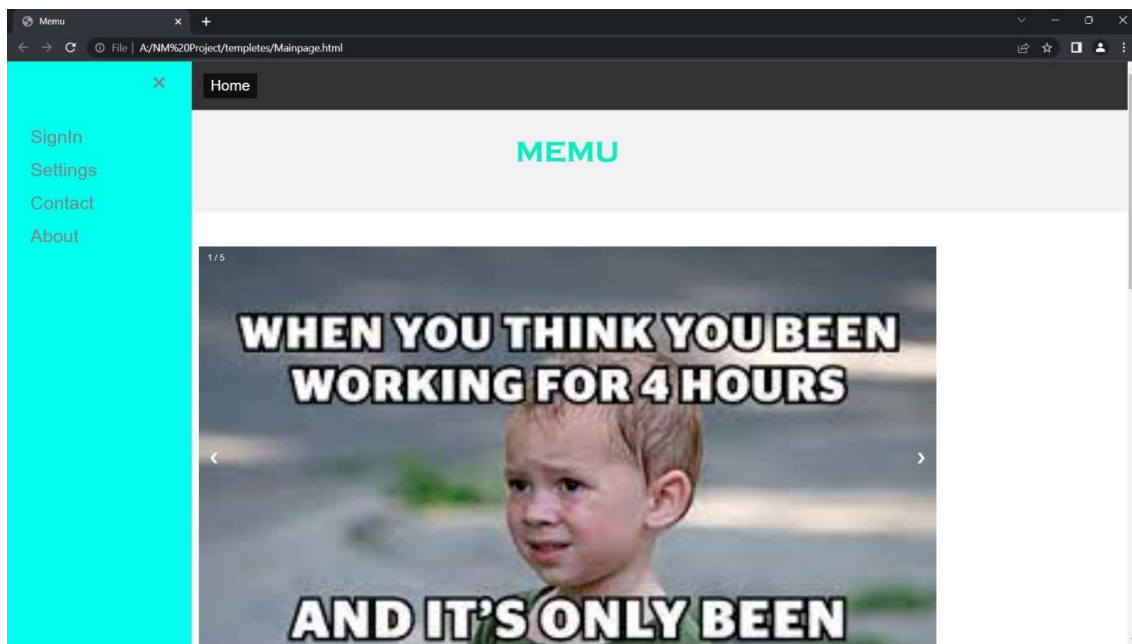 Memu
File | A:/NM%20Project/templetes/Mainpage.html
Home
SignIn
Settings
Contact
About
MEMU
1 / 5
WHEN YOU THINK YOU BEEN
WORKING FOR 4 HOURS
AND IT'S ONLY BEEN